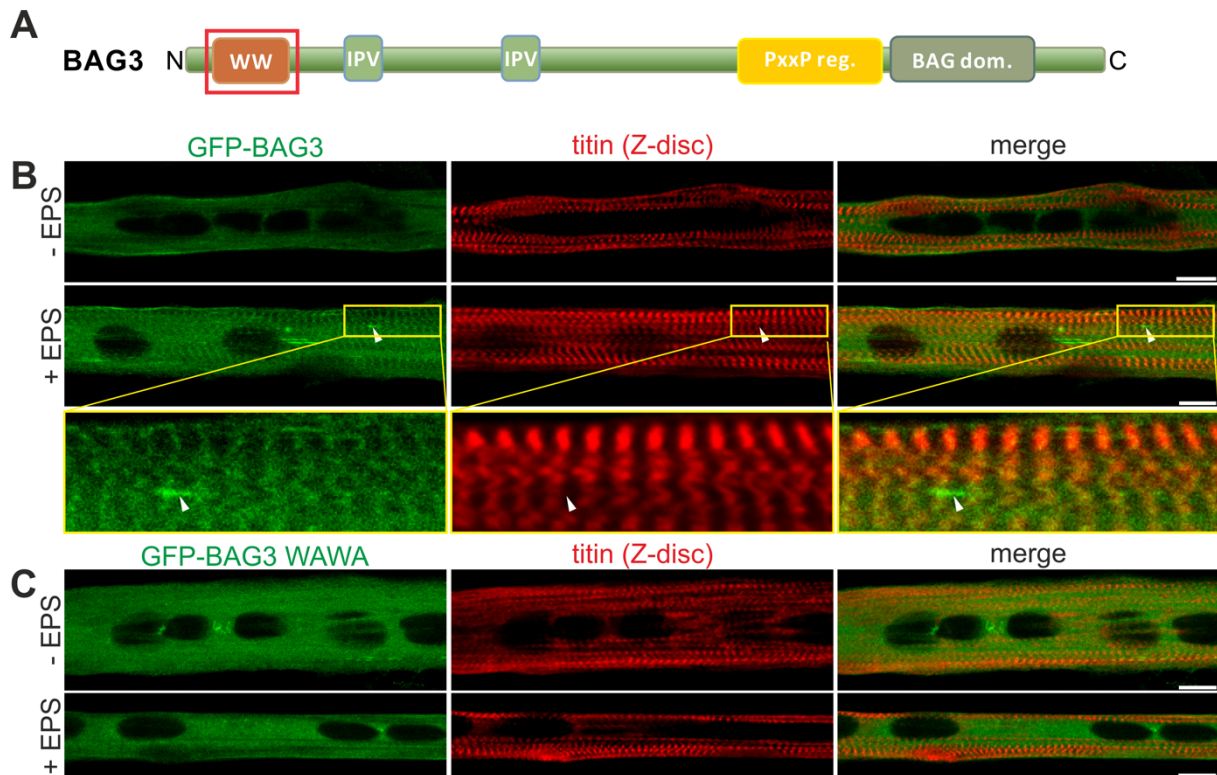 A
BAG3 N WW IPV IPV PxxP reg. BAG dom. C
GFP-BAG3 titin (Z-disc) merge
B
- EPS
+ EPS
GFP-BAG3 WAWA titin (Z-disc) merge
C
- EPS
+ EPS